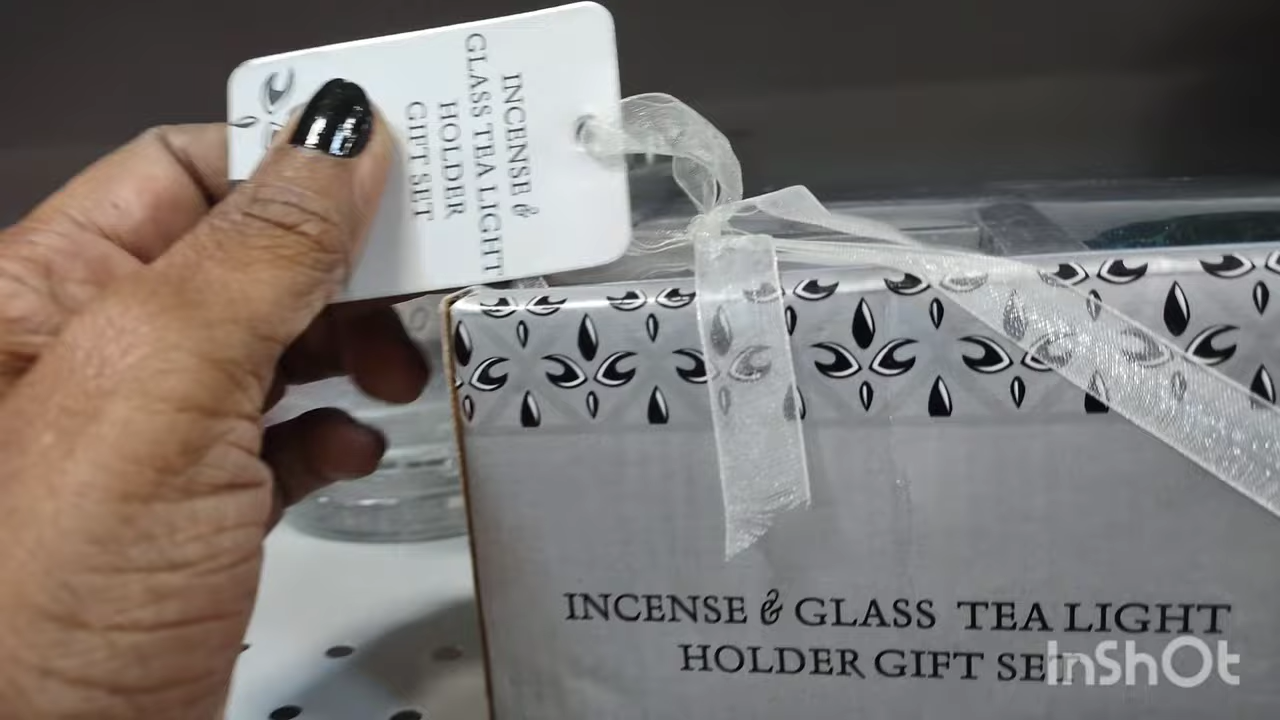 INCENSE &
GLASS TEA LIGHT
HOLDER
GIFT SET
INCENSE & GLASS TEA LIGHT
HOLDER GIFT SET
InShOt